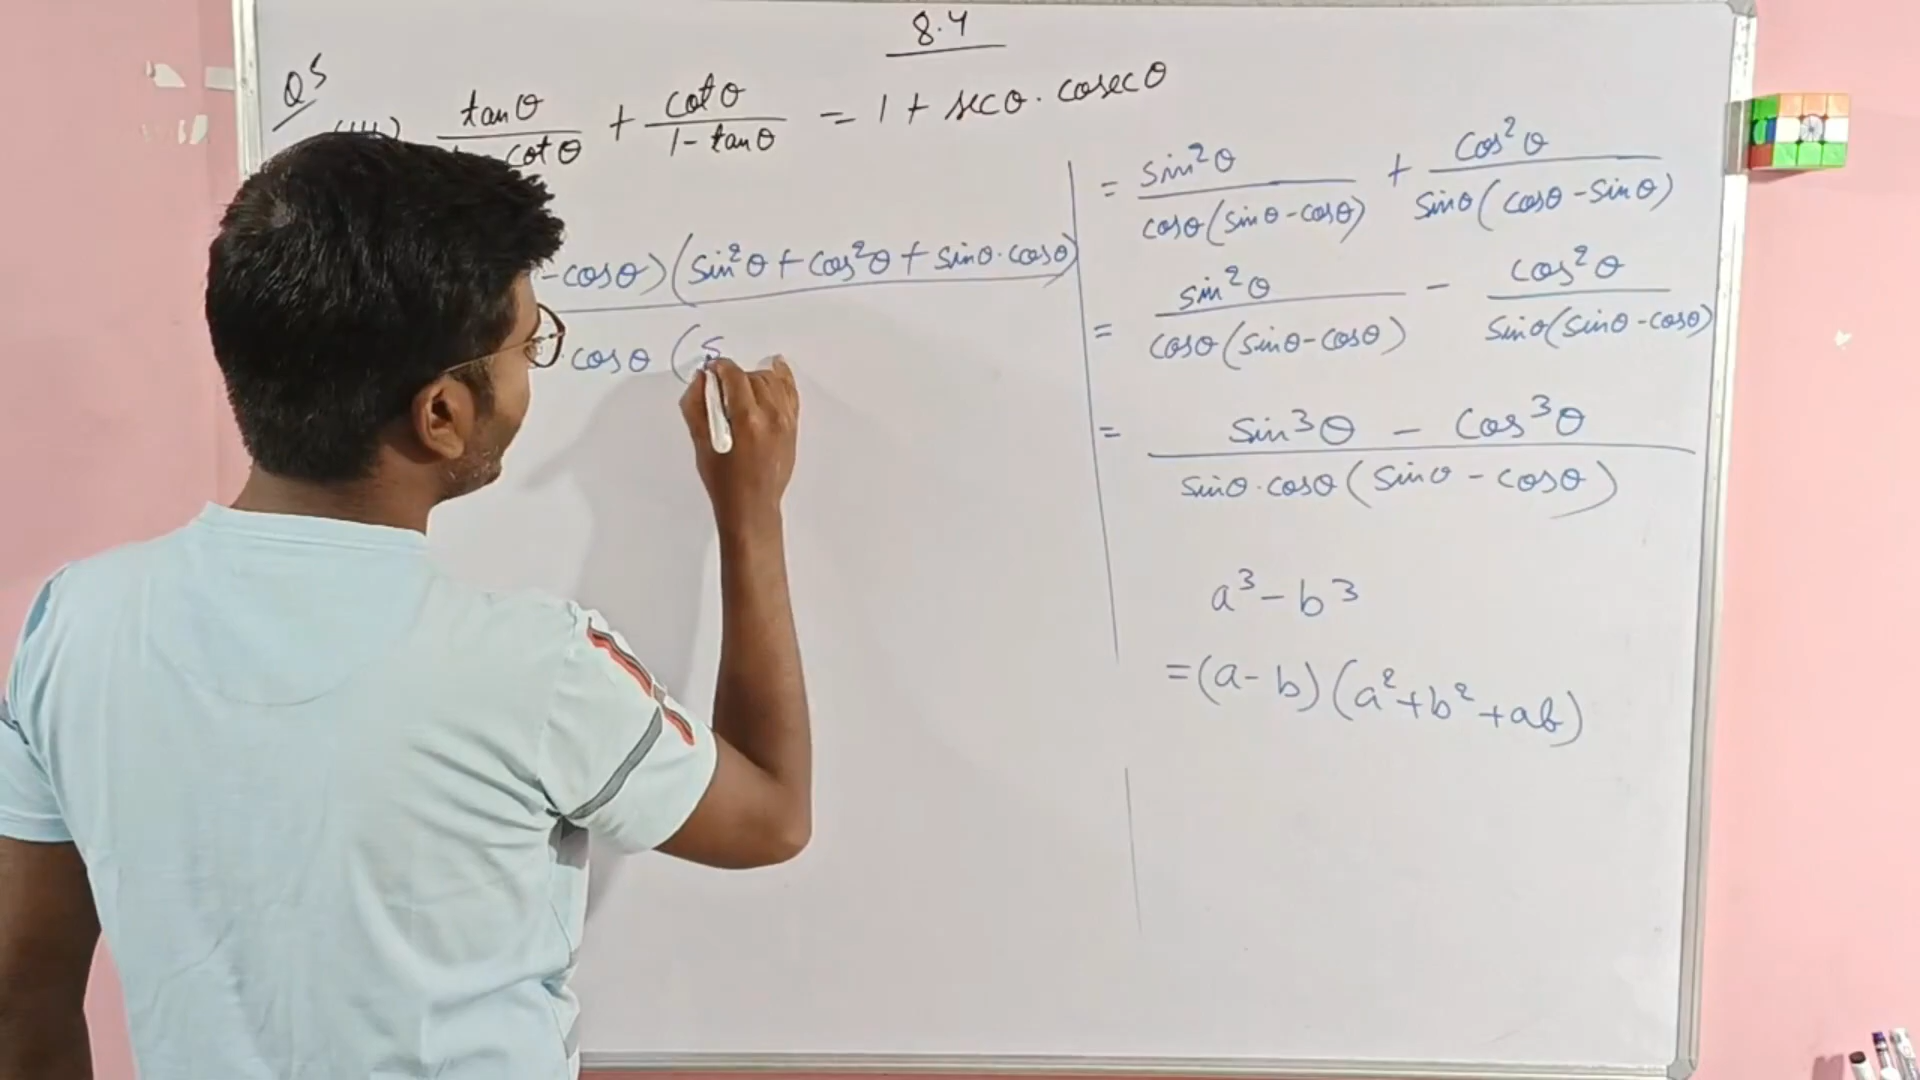 8.4
Q5
(iii) tanθ / cotθ + cotθ / 1 - tanθ = 1 + secθ . cosecθ
-cosθ)(sin²θ + cos²θ + sinθ.cosθ)
cosθ (s
= sin²θ / cosθ(sinθ-cosθ) + cos²θ / sinθ(cosθ-sinθ)
= sin²θ / cosθ(sinθ-cosθ) - cos²θ / sinθ(sinθ-cosθ)
= sin³θ - cos³θ / sinθ.cosθ(sinθ-cosθ)
a³-b³
=(a-b)(a²+b²+ab)